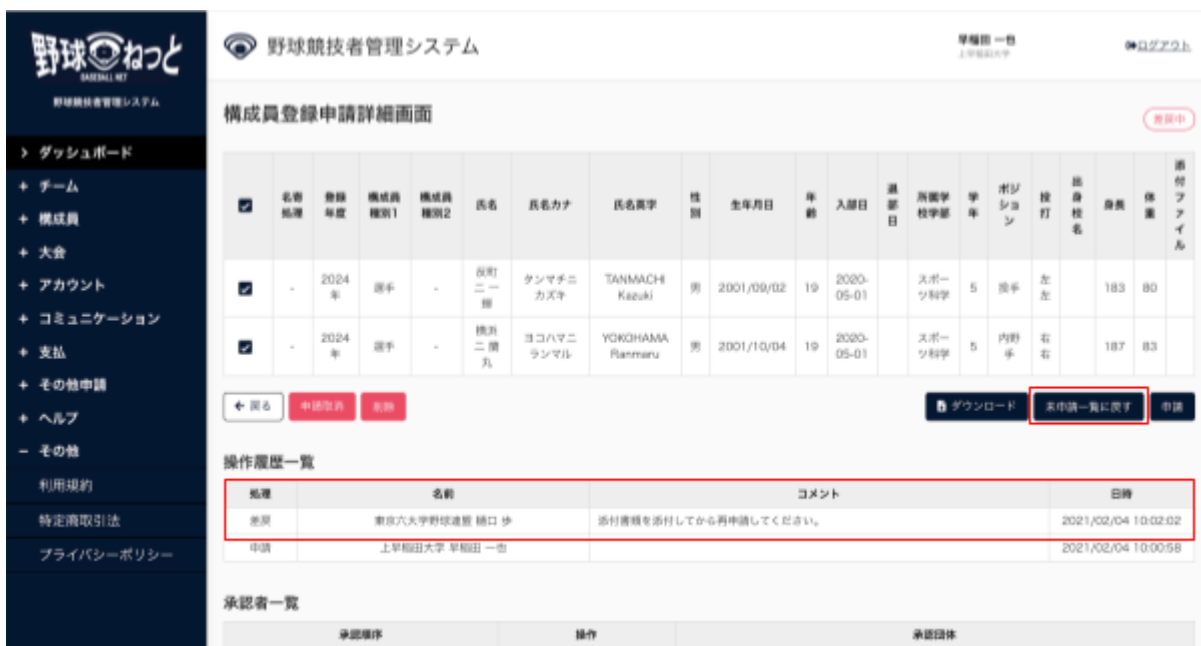 野球ねっと
BASEBALL NET
野球競技者管理システム
野球競技者管理システム
早稲田 一也
上早稲田大学
ログアウト
構成員登録申請詳細画面
差戻中
> ダッシュボード
+ チーム
+ 構成員
+ 大会
+ アカウント
+ コミュニケーション
+ 支払
+ その他申請
+ ヘルプ
− その他
利用規約
特定商取引法
プライバシーポリシー
名寄処理 登録年度 構成員種別1 構成員種別2 氏名 氏名カナ 氏名英字 性別 生年月日 年齢 入部日 退部日 所属学校学部 学年 ポジション 投打 出身校名 身長 体重 添付ファイル
- 2024年 選手 - 反町 二一輝 タンマチニ カズキ TANMACHI Kazuki 男 2001/09/02 19 2020-05-01 スポーツ科学 5 投手 左左 183 80
- 2024年 選手 - 横浜 二蘭丸 ヨコハマニ ランマル YOKOHAMA Ranmaru 男 2001/10/04 19 2020-05-01 スポーツ科学 5 内野手 右右 187 83
← 戻る 申請取消 削除 ダウンロード 未申請一覧に戻す 申請
操作履歴一覧
処理 名前 コメント 日時
差戻 東京六大学野球連盟 樋口 歩 添付書類を添付してから再申請してください。 2021/02/04 10:02:02
申請 上早稲田大学 早稲田 一也 2021/02/04 10:00:58
承認者一覧
承認順序 操作 承認団体